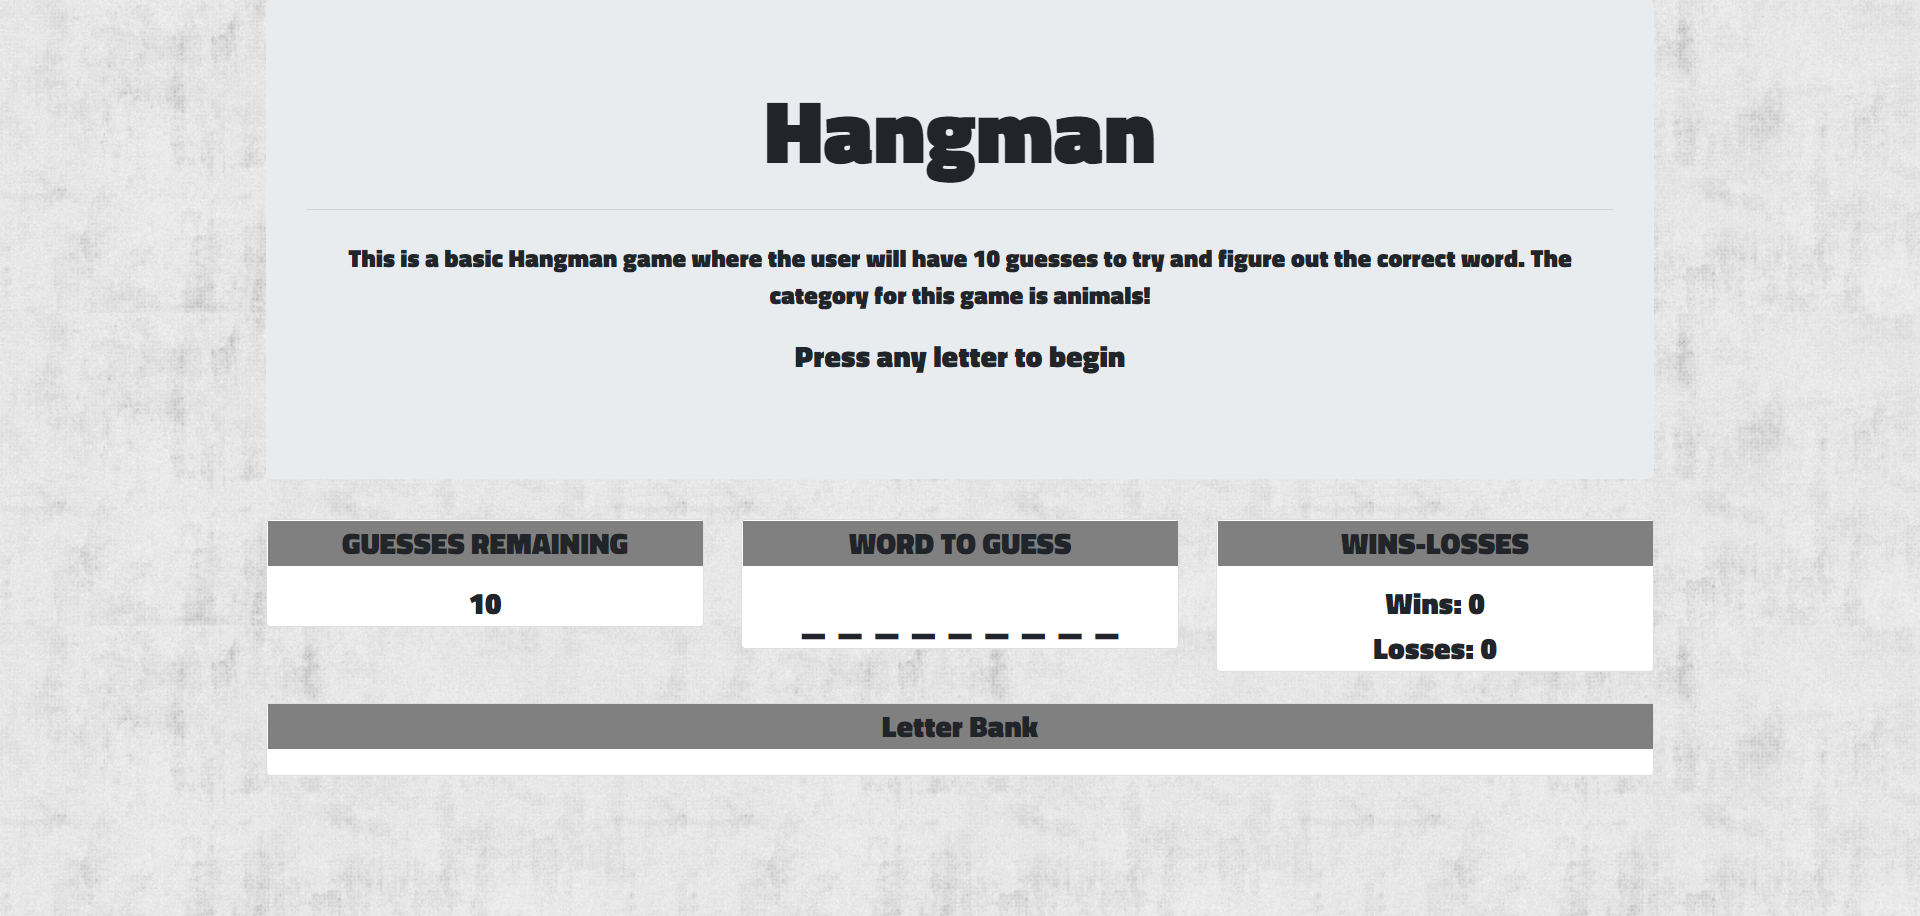 Hangman
This is a basic Hangman game where the user will have 10 guesses to try and figure out the correct word. The
category for this game is animals!
Press any letter to begin
GUESSES REMAINING
10
WORD TO GUESS
_ _ _ _ _ _ _ _ _
WINS-LOSSES
Wins: 0
Losses: 0
Letter Bank